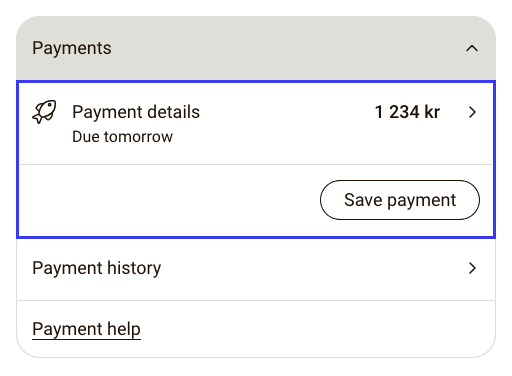 Payments
Payment details 1 234 kr
Due tomorrow
Save payment
Payment history
Payment help